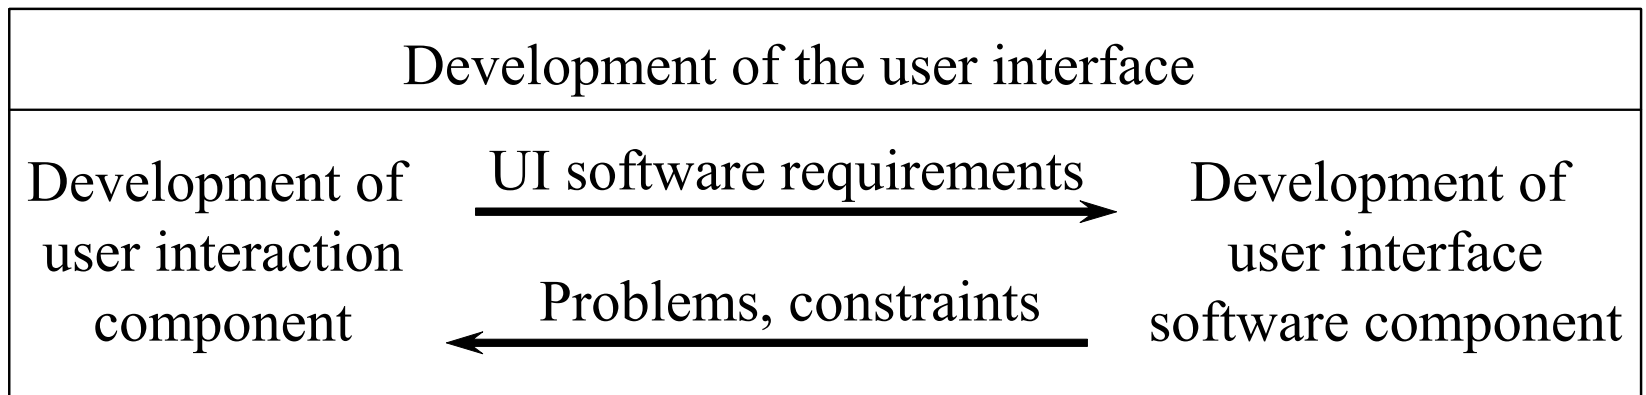 Development of the user interface
Development of
user interaction
component
UI software requirements
Problems, constraints
Development of
user interface
software component